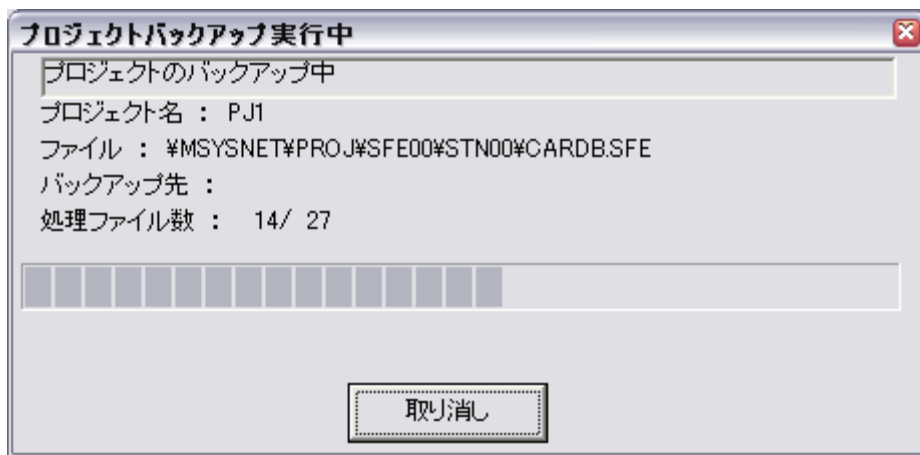 プロジェクトバックアップ実行中
プロジェクトのバックアップ中
プロジェクト名 : PJ1
ファイル : ¥MSYSNET¥PROJ¥SFE00¥STN00¥CARDB.SFE
バックアップ先 :
処理ファイル数 : 14/ 27
取り消し